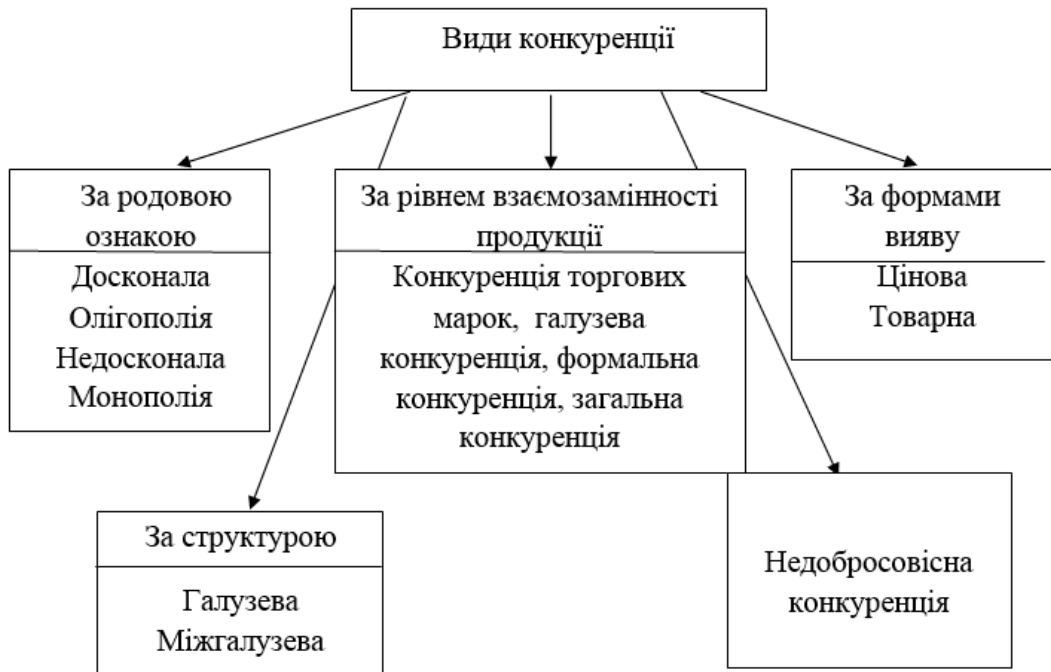 Види конкуренції
За родовою
ознакою
Досконала
Олігополія
Недосконала
Монополія
За рівнем взаємозамінності
продукції
Конкуренція торгових
марок, галузева
конкуренція, формальна
конкуренція, загальна
конкуренція
За формами
вияву
Цінова
Товарна
За структурою
Галузева
Міжгалузева
Недобросовісна
конкуренція